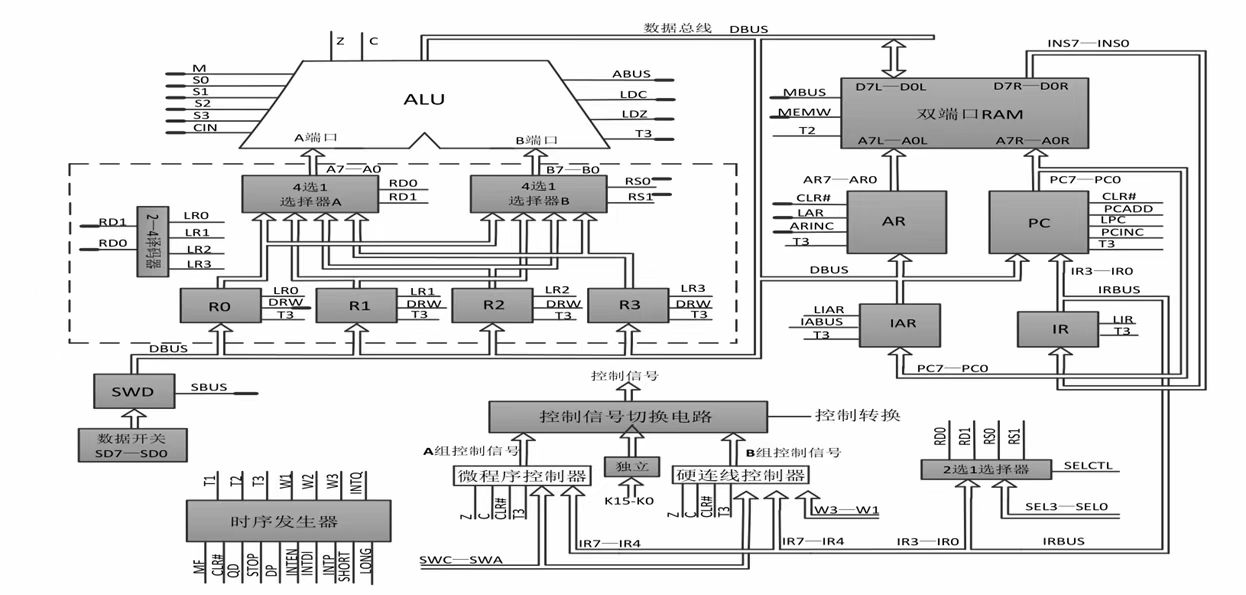 数据总线 DBUS
Z
C
INS7—INS0
M
S0
S1
S2
S3
CIN
ALU
A端口
B端口
ABUS
LDC
LDZ
T3
MBUS
MEMW
T2
D7L—D0L
D7R—D0R
双端口RAM
A7L—A0L
A7R—A0R
A7—A0
B7—B0
4选1
选择器A
RD0
RD1
4选1
选择器B
RS0
RS1
RD1
RD0
2—4译码器
LR0
LR1
LR2
LR3
AR7—AR0
PC7—PC0
CLR#
LAR
ARINC
T3
AR
PC
CLR#
PCADD
LPC
PCINC
T3
DBUS
IR3—IR0
IRBUS
R0
LR0
DRW
T3
R1
LR1
DRW
T3
R2
LR2
DRW
T3
R3
LR3
DRW
T3
LIAR
IABUS
T3
IAR
IR
LIR
T3
DBUS
PC7—PC0
SWD
SBUS
数据开关
SD7—SD0
控制信号
控制信号切换电路
控制转换
A组控制信号
B组控制信号
微程序控制器
独立
硬连线控制器
K15-K0
Z
C
CLR#
T3
Z
C
CLR#
T3
W3—W1
RD0
RD1
RS0
RS1
2选1选择器
SELCTL
SEL3—SEL0
SWC—SWA
IR7—IR4
IR7—IR4
IR3—IR0
IRBUS
T1
T2
T3
W1
W2
W3
INTQ
时序发生器
MF
CLR#
QD
STOP
DP
INTEN
INTDI
INTP
SHORT
LONG